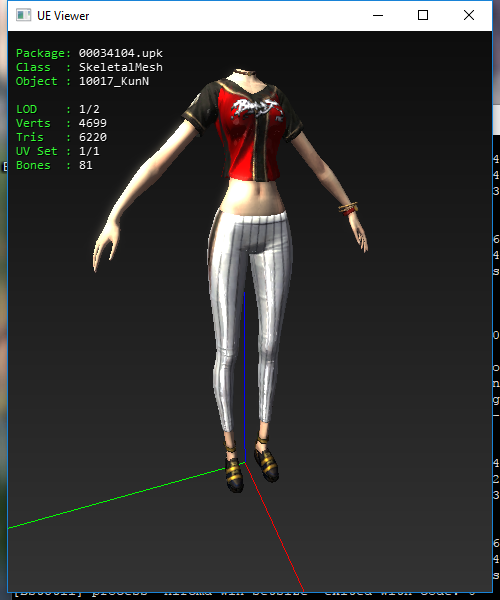 UE Viewer
Package: 00034104.upk
Class : SkeletalMesh
Object : 10017_KunN
LOD : 1/2
Verts : 4699
Tris : 6220
UV Set : 1/1
Bones : 81